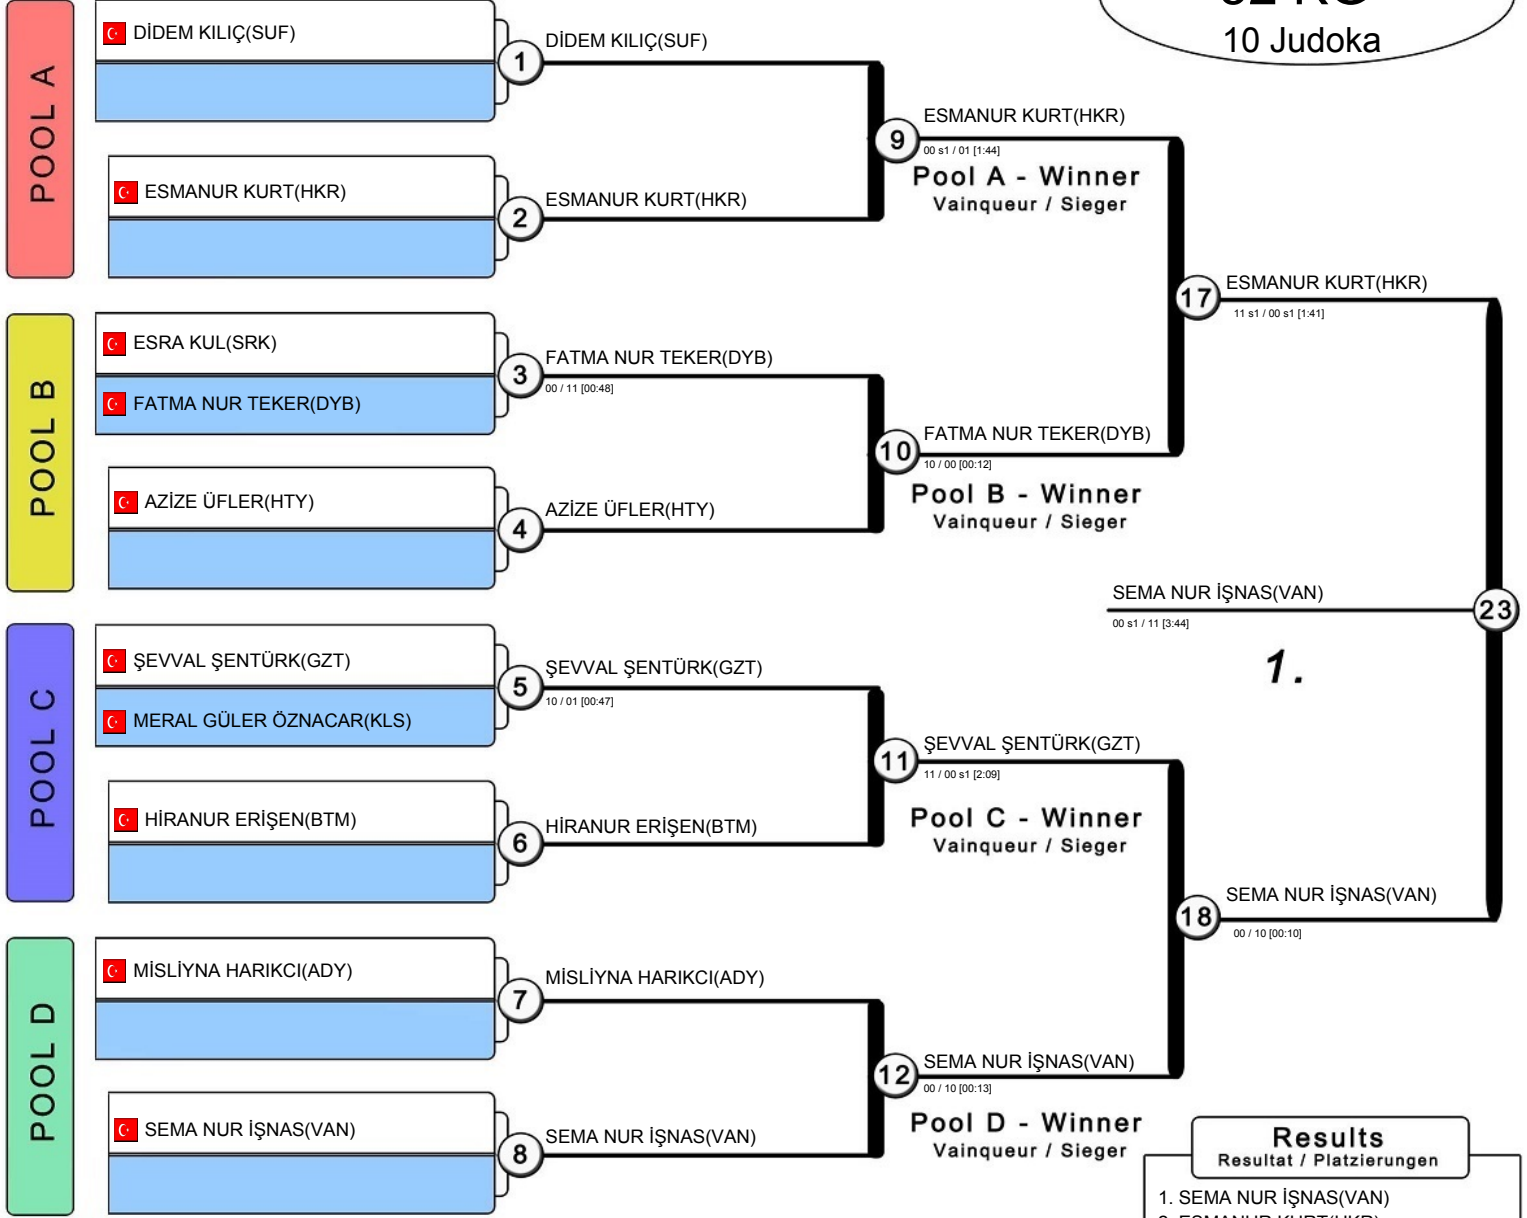 10 Judoka
POOL A
DİDEM KILIÇ(SUF)
1
DİDEM KILIÇ(SUF)
ESMANUR KURT(HKR)
2
ESMANUR KURT(HKR)
9
ESMANUR KURT(HKR)
00 s1 / 01 [1:44]
Pool A - Winner
Vainqueur / Sieger
POOL B
ESRA KUL(SRK)
FATMA NUR TEKER(DYB)
3
FATMA NUR TEKER(DYB)
00 / 11 [00:48]
AZİZE ÜFLER(HTY)
4
AZİZE ÜFLER(HTY)
10
FATMA NUR TEKER(DYB)
10 / 00 [00:12]
Pool B - Winner
Vainqueur / Sieger
17
ESMANUR KURT(HKR)
11 s1 / 00 s1 [1:41]
SEMA NUR İŞNAS(VAN)
00 s1 / 11 [3:44]
23
1.
POOL C
ŞEVVAL ŞENTÜRK(GZT)
MERAL GÜLER ÖZNACAR(KLS)
5
ŞEVVAL ŞENTÜRK(GZT)
10 / 01 [00:47]
HİRANUR ERİŞEN(BTM)
6
HİRANUR ERİŞEN(BTM)
11
ŞEVVAL ŞENTÜRK(GZT)
11 / 00 s1 [2:09]
Pool C - Winner
Vainqueur / Sieger
18
SEMA NUR İŞNAS(VAN)
00 / 10 [00:10]
POOL D
MİSLİYNA HARIKCI(ADY)
7
MİSLİYNA HARIKCI(ADY)
SEMA NUR İŞNAS(VAN)
8
SEMA NUR İŞNAS(VAN)
12
SEMA NUR İŞNAS(VAN)
00 / 10 [00:13]
Pool D - Winner
Vainqueur / Sieger
Results
Resultat / Platzierungen
1. SEMA NUR İŞNAS(VAN)
2. ESMANUR KURT(HKR)